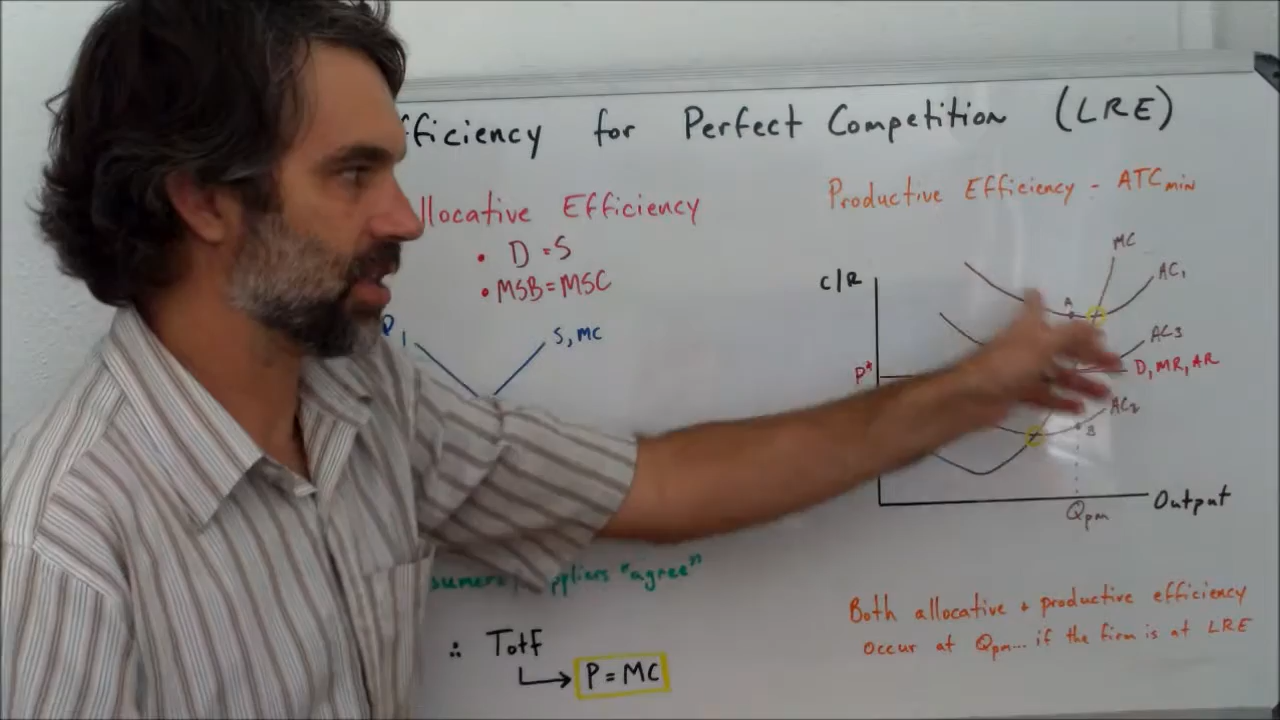 fficiency for Perfect Competition (LRE)
llocative Efficiency
• D = S
• MSB = MSC
S, MC
sumers ppliers "agree"
∴ TotF
P = MC
Productive Efficiency - ATCmin
C/R
MC
AC1
A
AC3
P*
D, MR, AR
AC2
B
Output
Qpm
Both allocative + productive efficiency
occur at Qpm... if the firm is at LRE